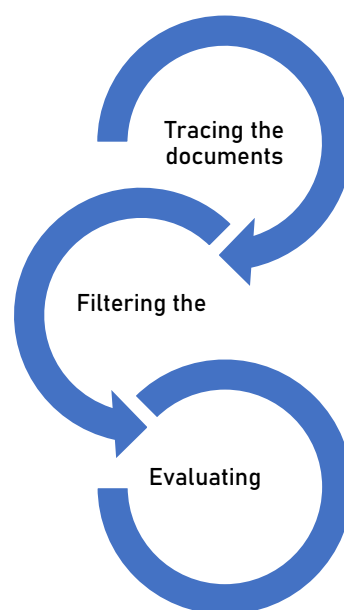 Tracing the
documents
Filtering the
Evaluating